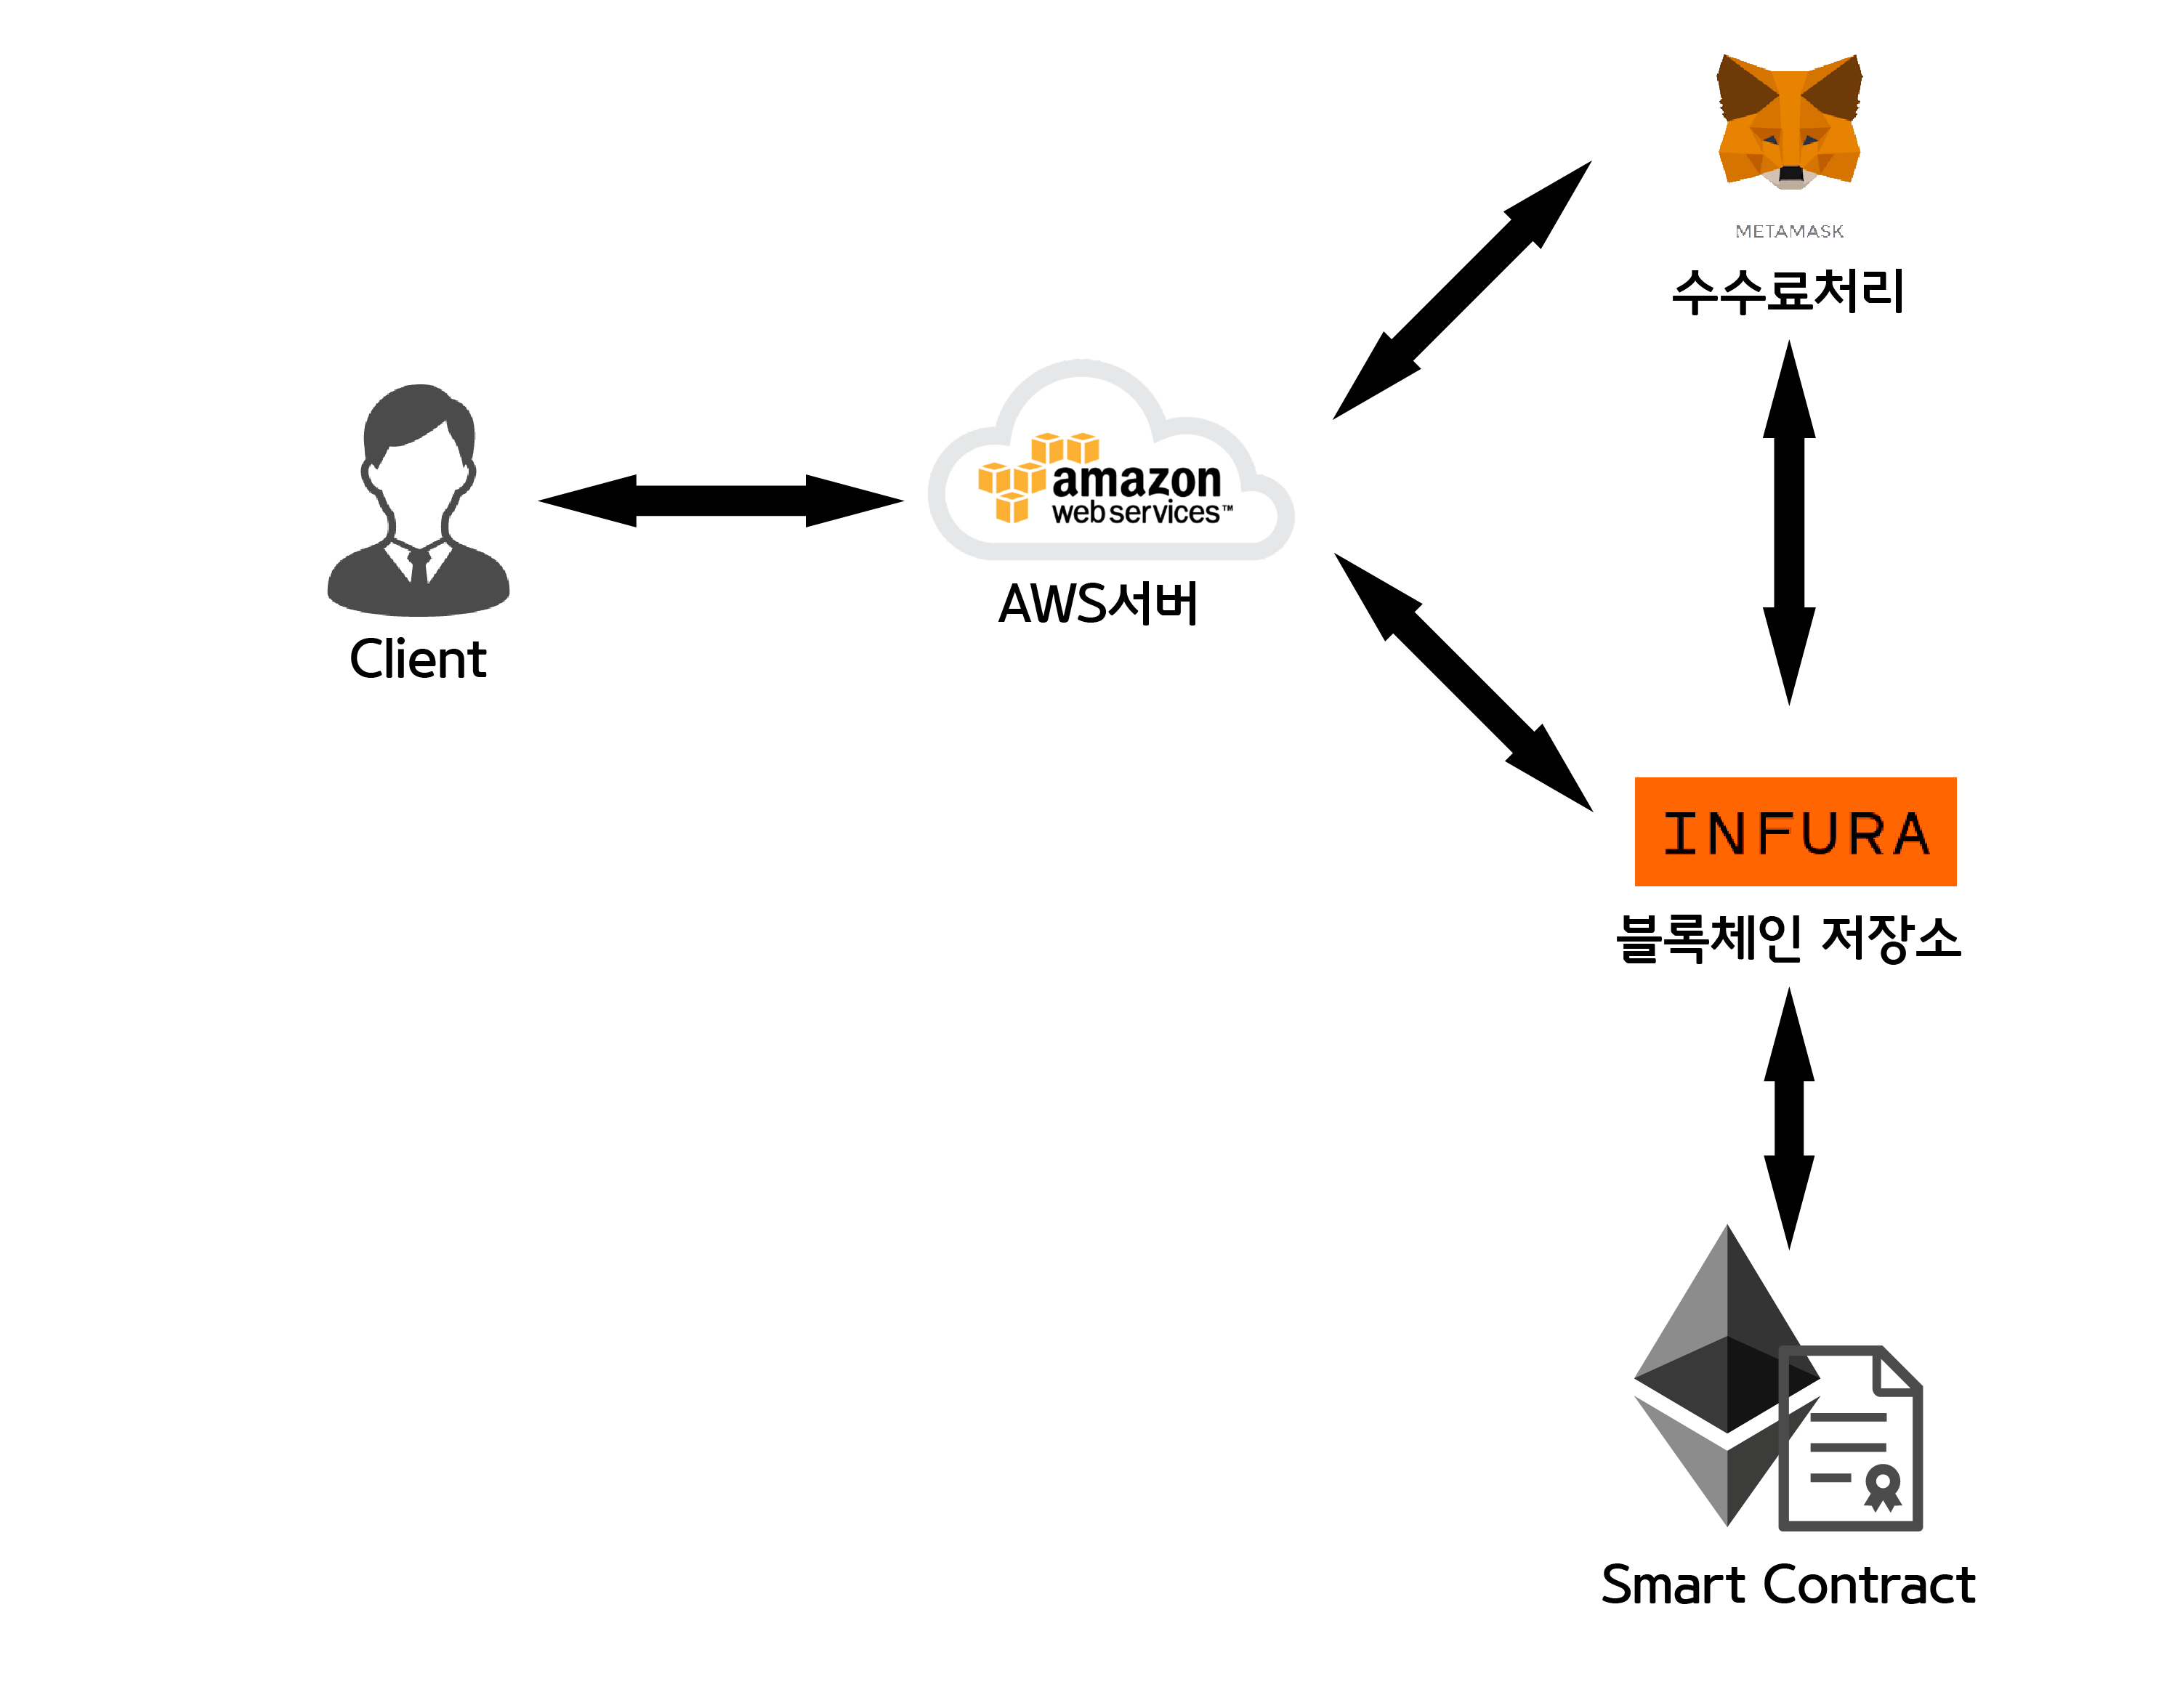 METAMASK
수수료처리
amazon
web services™
AWS서버
Client
INFURA
블록체인 저장소
Smart Contract